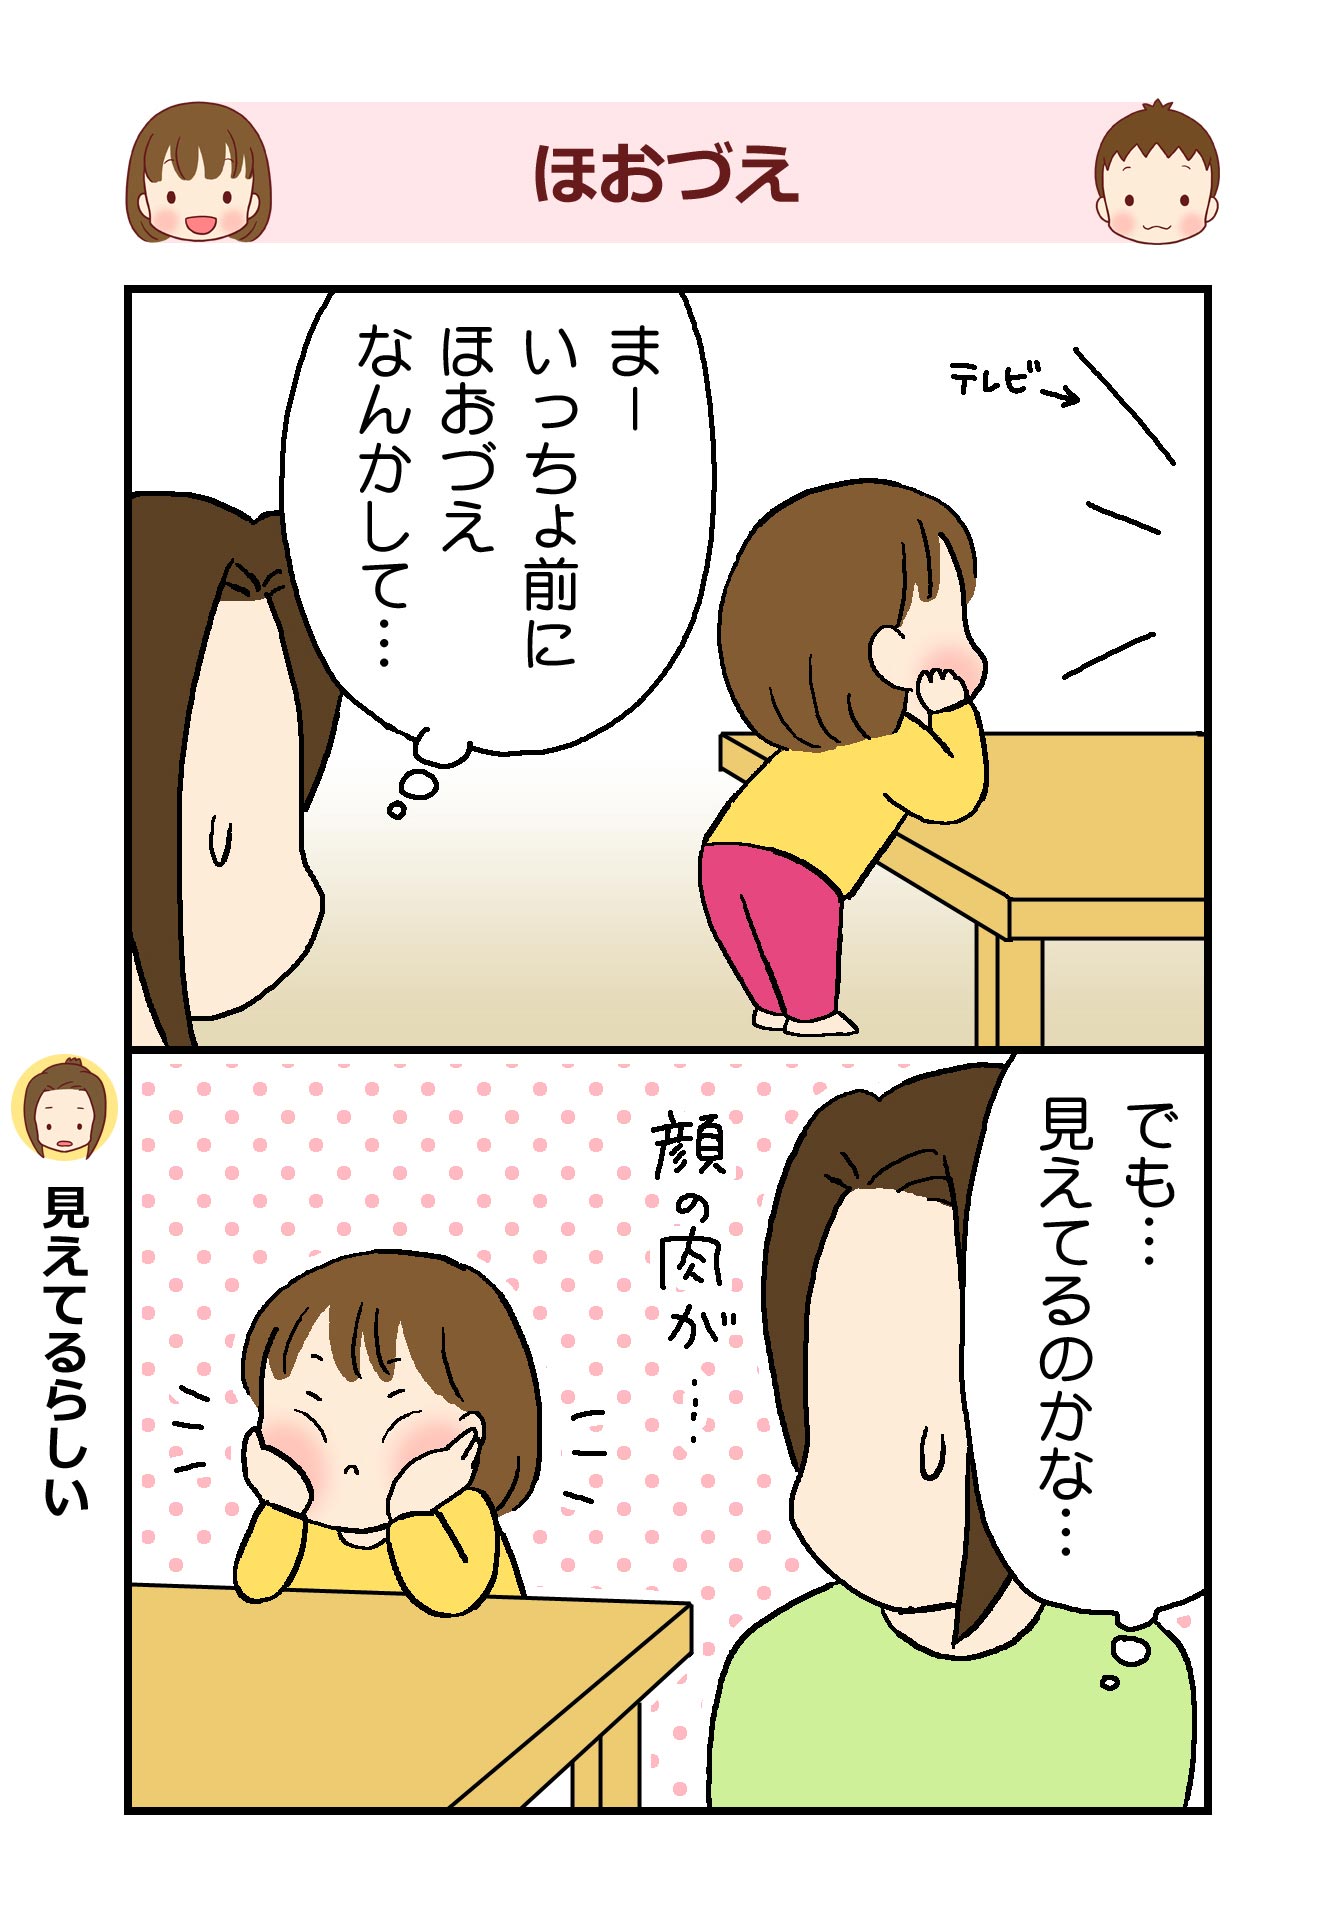 ほおづえ
テレビ→
まー
いっちょ前に
ほおづえ
なんかして…
でも…
見えてるのかな…
顔の肉が…
見えてるらしい